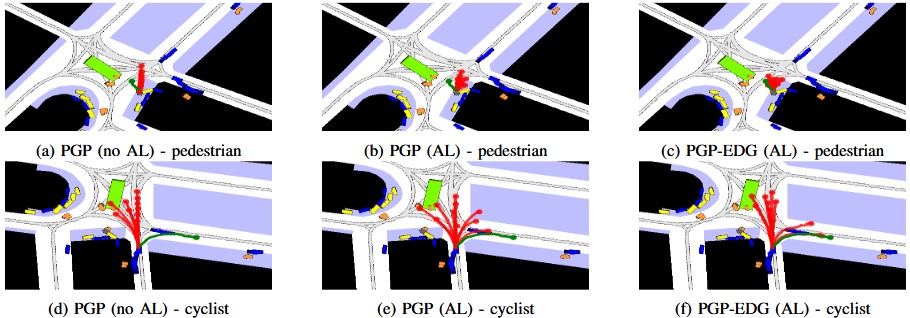 (a) PGP (no AL) - pedestrian
(b) PGP (AL) - pedestrian
(c) PGP-EDG (AL) - pedestrian
(d) PGP (no AL) - cyclist
(e) PGP (AL) - cyclist
(f) PGP-EDG (AL) - cyclist